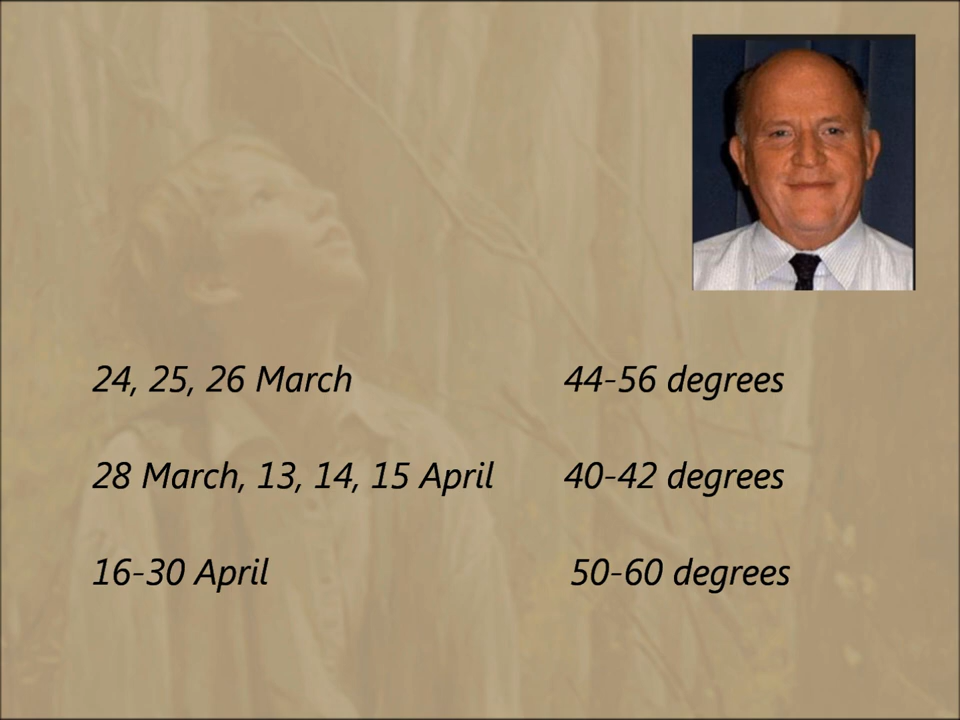 24, 25, 26 March 44-56 degrees
28 March, 13, 14, 15 April 40-42 degrees
16-30 April 50-60 degrees